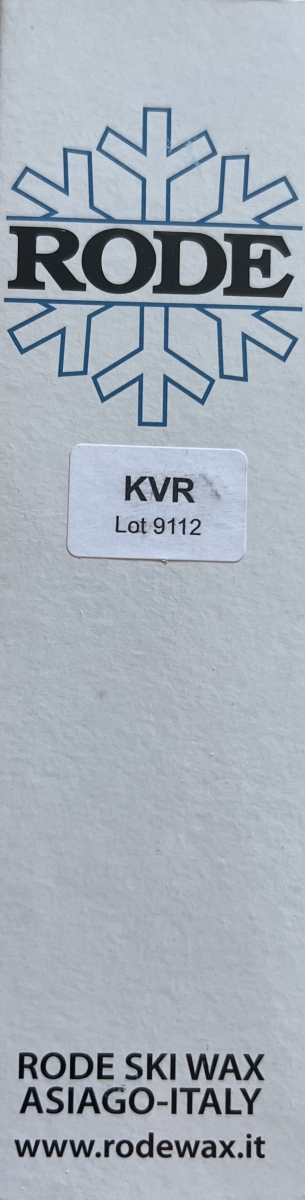 RODE
KVR
Lot 9112
RODE SKI WAX
ASIAGO-ITALY
www.rodewax.it